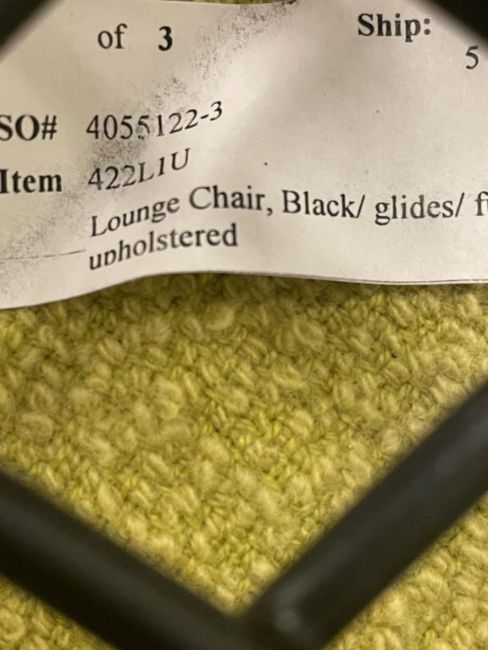 of 3 Ship:
5
SO# 4055122-3
Item 422L1U
Lounge Chair, Black/ glides/
upholstered